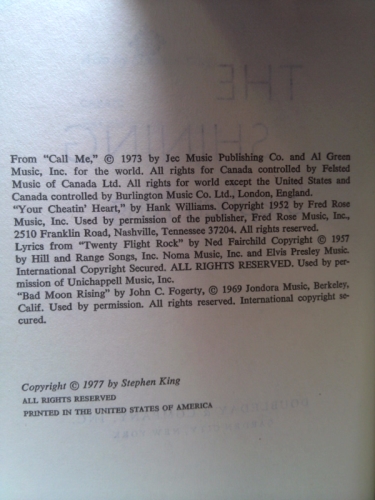 THE
SHINING
From "Call Me," © 1973 by Jec Music Publishing Co. and Al Green
Music, Inc. for the world. All rights for Canada controlled by Felsted
Music of Canada Ltd. All rights for world except the United States and
Canada controlled by Burlington Music Co. Ltd., London, England.
"Your Cheatin' Heart," by Hank Williams. Copyright 1952 by Fred Rose
Music, Inc. Used by permission of the publisher, Fred Rose Music, Inc.,
2510 Franklin Road, Nashville, Tennessee 37204. All rights reserved.
Lyrics from "Twenty Flight Rock" by Ned Fairchild Copyright © 1957
by Hill and Range Songs, Inc. Noma Music, Inc. and Elvis Presley Music.
International Copyright Secured. ALL RIGHTS RESERVED. Used by per-
mission of Unichappell Music, Inc.
"Bad Moon Rising" by John C. Fogerty, © 1969 Jondora Music, Berkeley,
Calif. Used by permission. All rights reserved. International copyright se-
cured.
Copyright © 1977 by Stephen King
ALL RIGHTS RESERVED
PRINTED IN THE UNITED STATES OF AMERICA